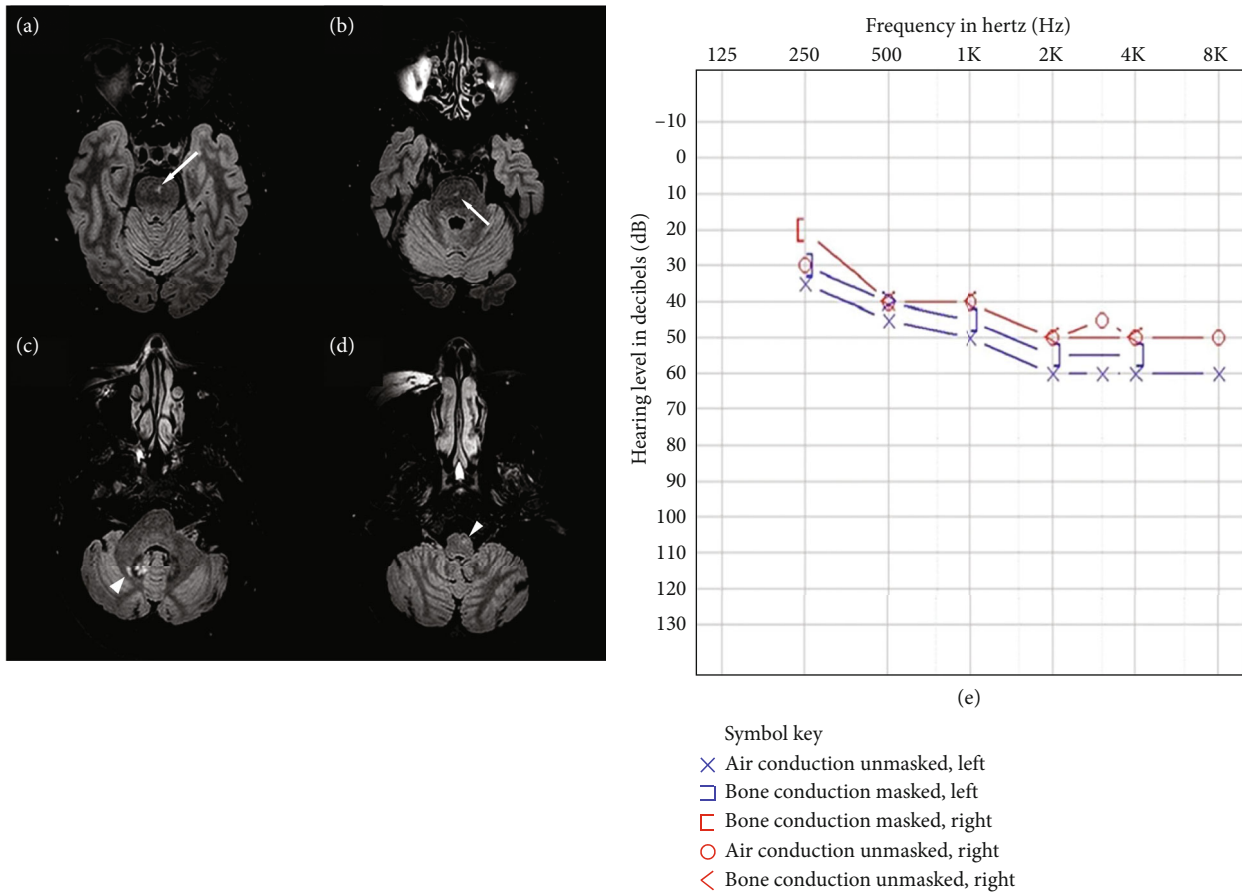 (a)
(b)
(c)
(d)
Frequency in hertz (Hz)
125 250 500 1K 2K 4K 8K
Hearing level in decibels (dB)
–10
0
10
20
30
40
50
60
70
80
90
100
110
120
130
(e)
Symbol key
Air conduction unmasked, left
Bone conduction masked, left
Bone conduction masked, right
Air conduction unmasked, right
Bone conduction unmasked, right